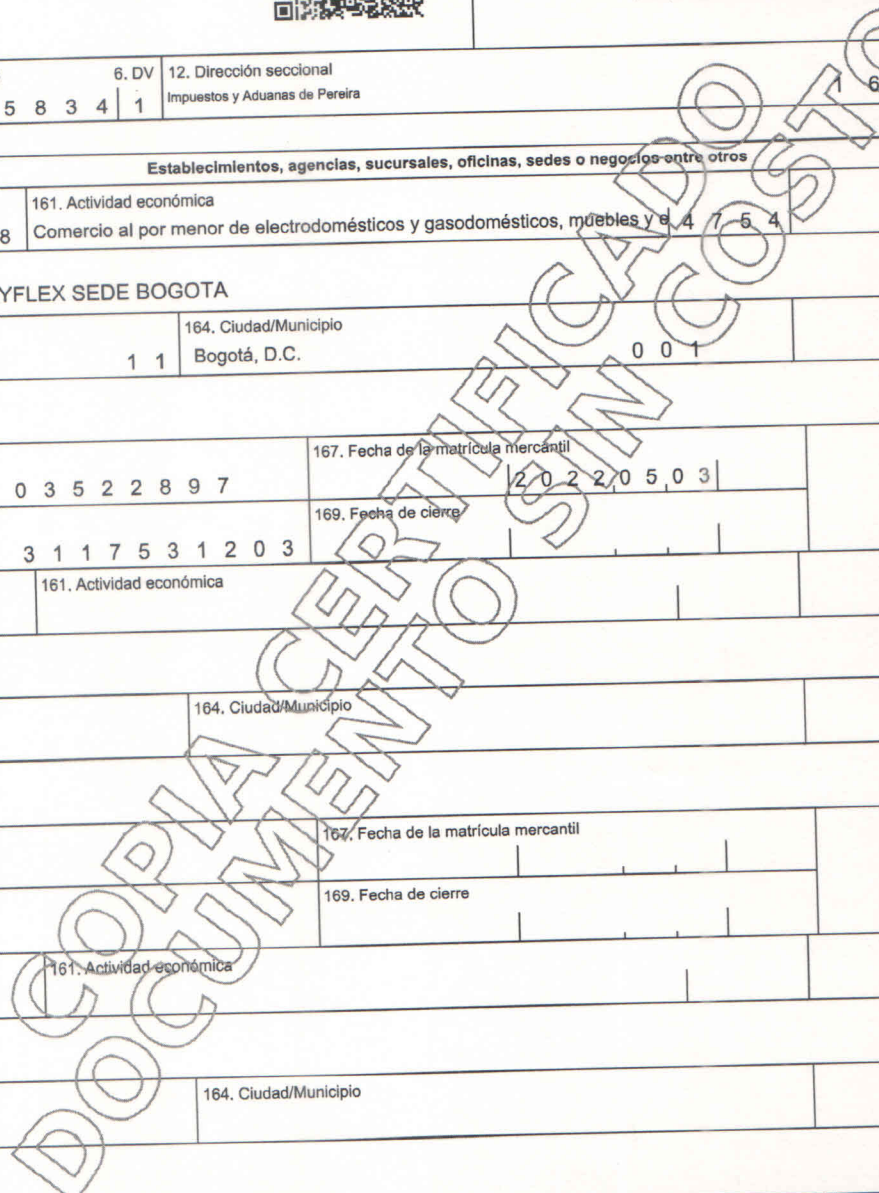 6. DV 12. Dirección seccional
5 8 3 4 1 Impuestos y Aduanas de Pereira 1 6
Establecimientos, agencias, sucursales, oficinas, sedes o negocios entre otros
161. Actividad económica
8 Comercio al por menor de electrodomésticos y gasodomésticos, muebles y e 4 7 5 4
YFLEX SEDE BOGOTA
164. Ciudad/Municipio
1 1 Bogotá, D.C. 0 0 1
167. Fecha de la matrícula mercantil
0 3 5 2 2 8 9 7 2 0 2 2 0 5 0 3
169. Fecha de cierre
3 1 1 7 5 3 1 2 0 3
161. Actividad económica
164. Ciudad/Municipio
167. Fecha de la matrícula mercantil
169. Fecha de cierre
161. Actividad económica
164. Ciudad/Municipio
COPIA CERTIFICADO
DOCUMENTO SIN COSTO